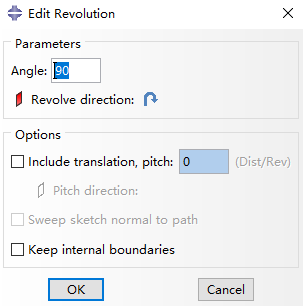 Edit Revolution
Parameters
Angle: 90
Revolve direction:
Options
Include translation, pitch: 0 (Dist/Rev)
Pitch direction:
Sweep sketch normal to path
Keep internal boundaries
OK Cancel